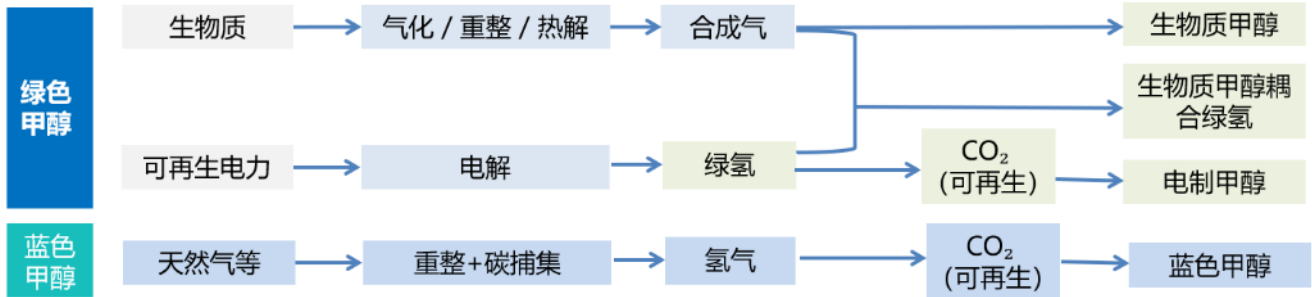 绿色
甲醇
生物质
气化 / 重整 / 热解
合成气
生物质甲醇
生物质甲醇耦
合绿氢
可再生电力
电解
绿氢
CO₂
(可再生)
电制甲醇
蓝色
甲醇
天然气等
重整+碳捕集
氢气
CO₂
(可再生)
蓝色甲醇